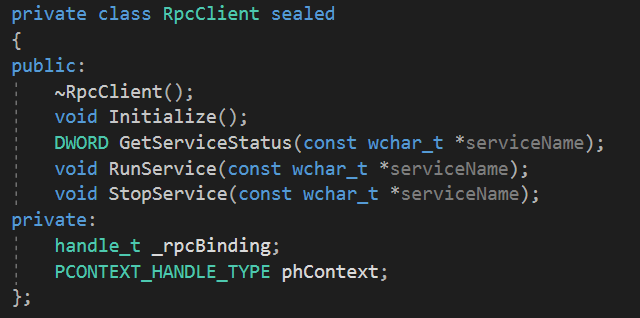 private class RpcClient sealed
{
public:
    ~RpcClient();
    void Initialize();
    DWORD GetServiceStatus(const wchar_t *serviceName);
    void RunService(const wchar_t *serviceName);
    void StopService(const wchar_t *serviceName);
private:
    handle_t _rpcBinding;
    PCONTEXT_HANDLE_TYPE phContext;
};